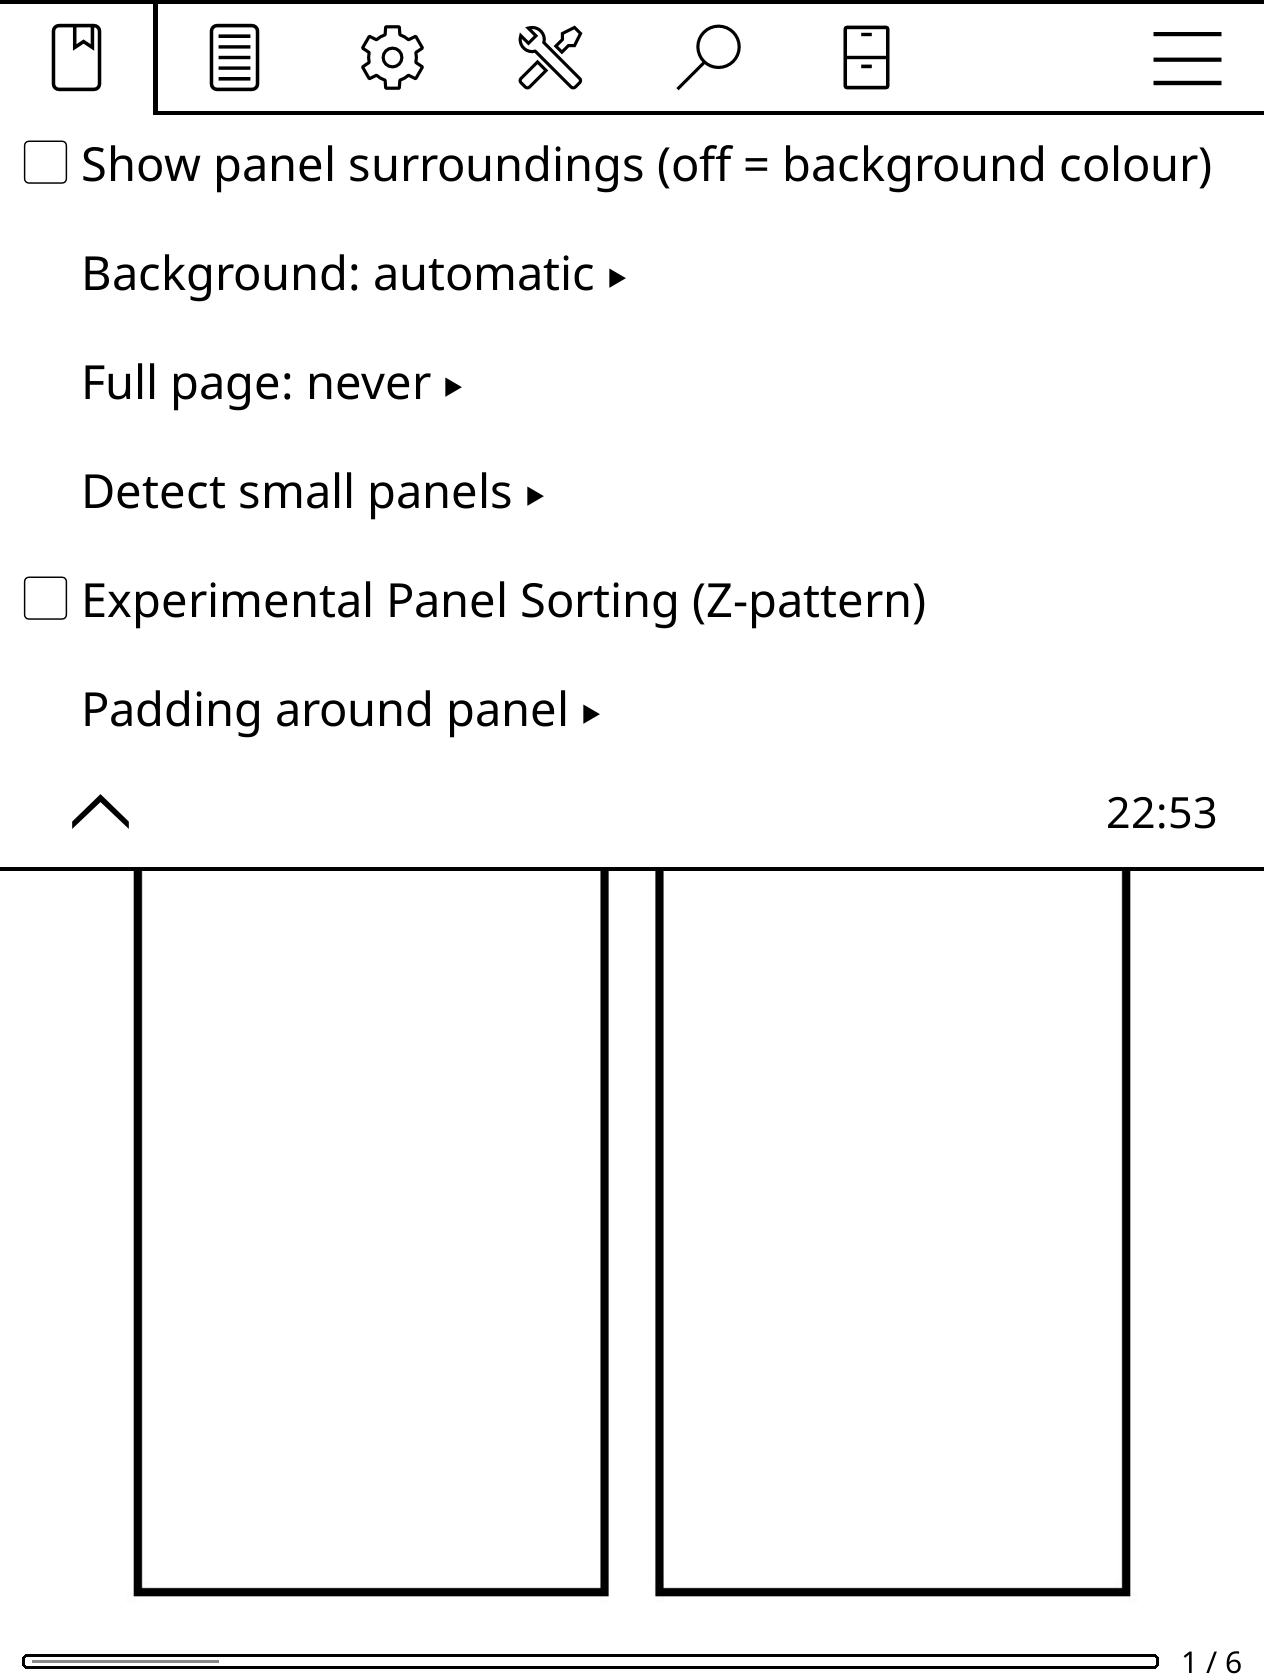 Show panel surroundings (off = background colour)
Background: automatic ▸
Full page: never ▸
Detect small panels ▸
Experimental Panel Sorting (Z-pattern)
Padding around panel ▸
22:53
1 / 6